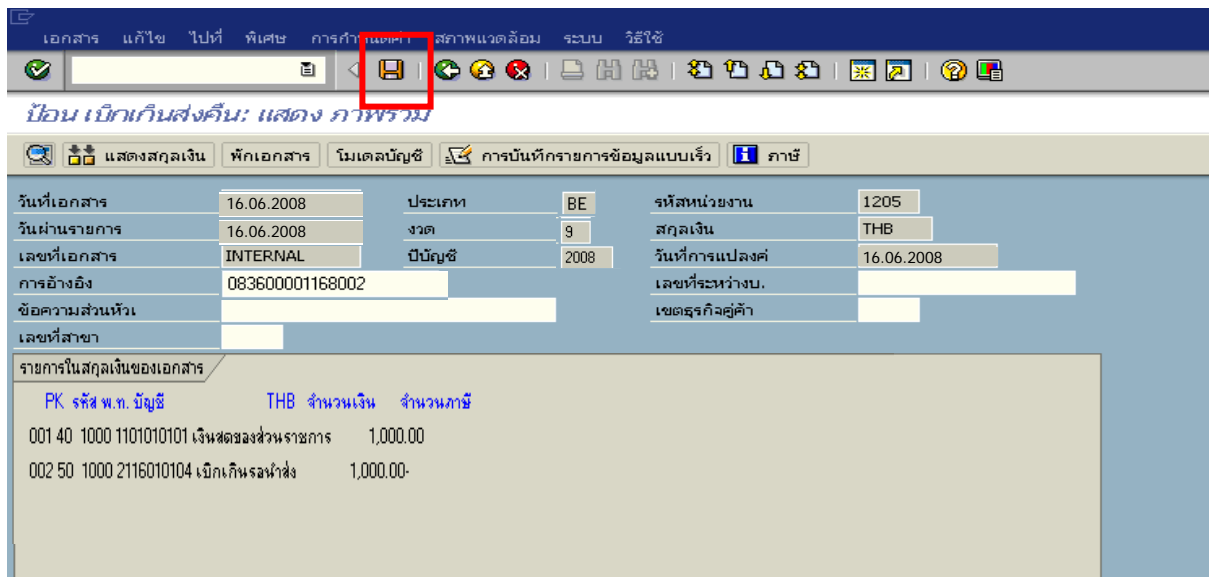 เอกสาร แก้ไข ไปที่ พิเศษ การกำหนดค่า สภาพแวดล้อม ระบบ วิธีใช้
ป้อน เบิกเกินส่งคืน: แสดง ภาพรวม
แสดงสกุลเงิน พักเอกสาร โมเดลบัญชี การบันทึกรายการข้อมูลแบบเร็ว ภาษี
วันที่เอกสาร 16.06.2008 ประเภท BE รหัสหน่วยงาน 1205
วันผ่านรายการ 16.06.2008 งวด 9 สกุลเงิน THB
เลขที่เอกสาร INTERNAL ปีบัญชี 2008 วันที่การแปลงค่ 16.06.2008
การอ้างอิง 083600001168002 เลขที่ระหว่างบ.
ข้อความส่วนหัวเ เขตธุรกิจคู่ค้า
เลขที่สาขา
รายการในสกุลเงินของเอกสาร
PK รหัส พ.ท. บัญชี THB จำนวนเงิน จำนวนภาษี
001 40 1000 1101010101 เงินสดของส่วนราชการ 1,000.00
002 50 1000 2116010104 เบิกเกินรอนำส่ง 1,000.00-